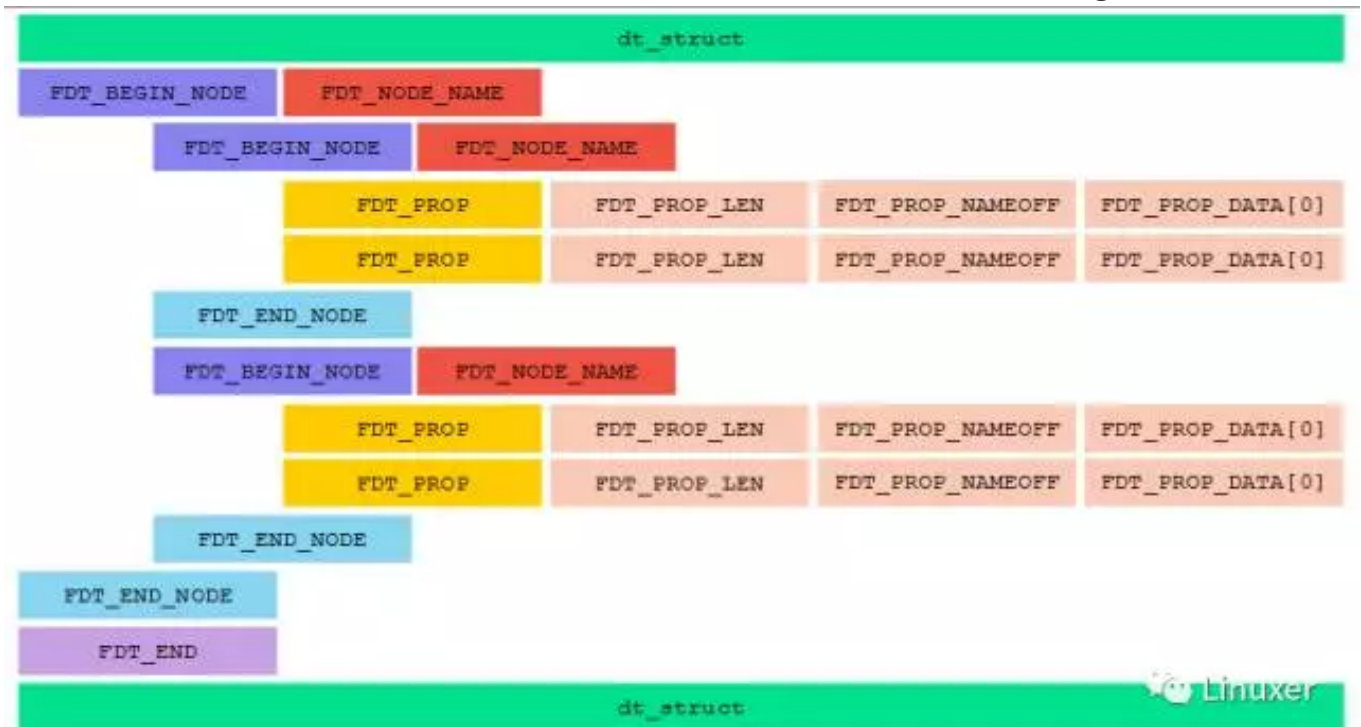 dt_struct
FDT_BEGIN_NODE FDT_NODE_NAME
FDT_BEGIN_NODE FDT_NODE_NAME
FDT_PROP FDT_PROP_LEN FDT_PROP_NAMEOFF FDT_PROP_DATA[0]
FDT_PROP FDT_PROP_LEN FDT_PROP_NAMEOFF FDT_PROP_DATA[0]
FDT_END_NODE
FDT_BEGIN_NODE FDT_NODE_NAME
FDT_PROP FDT_PROP_LEN FDT_PROP_NAMEOFF FDT_PROP_DATA[0]
FDT_PROP FDT_PROP_LEN FDT_PROP_NAMEOFF FDT_PROP_DATA[0]
FDT_END_NODE
FDT_END_NODE
FDT_END
Linuxer
dt_struct